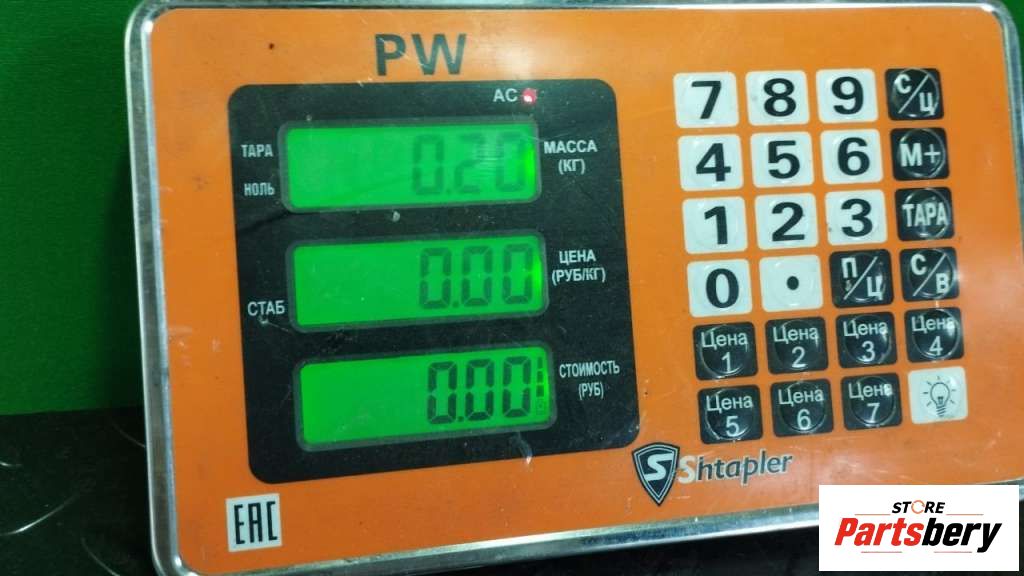 PW
AC
ТАРА
НОЛЬ
0.20
МАССА
(КГ)
СТАБ
0.00
ЦЕНА
(РУБ/КГ)
0.00
СТОИМОСТЬ
(РУБ)
7 8 9 С/Ц
4 5 6 М+
1 2 3 ТАРА
0 . П/Ц С/В
Цена 1 Цена 2 Цена 3 Цена 4
Цена 5 Цена 6 Цена 7
S Shtapler
EAC
STORE
Partsbery